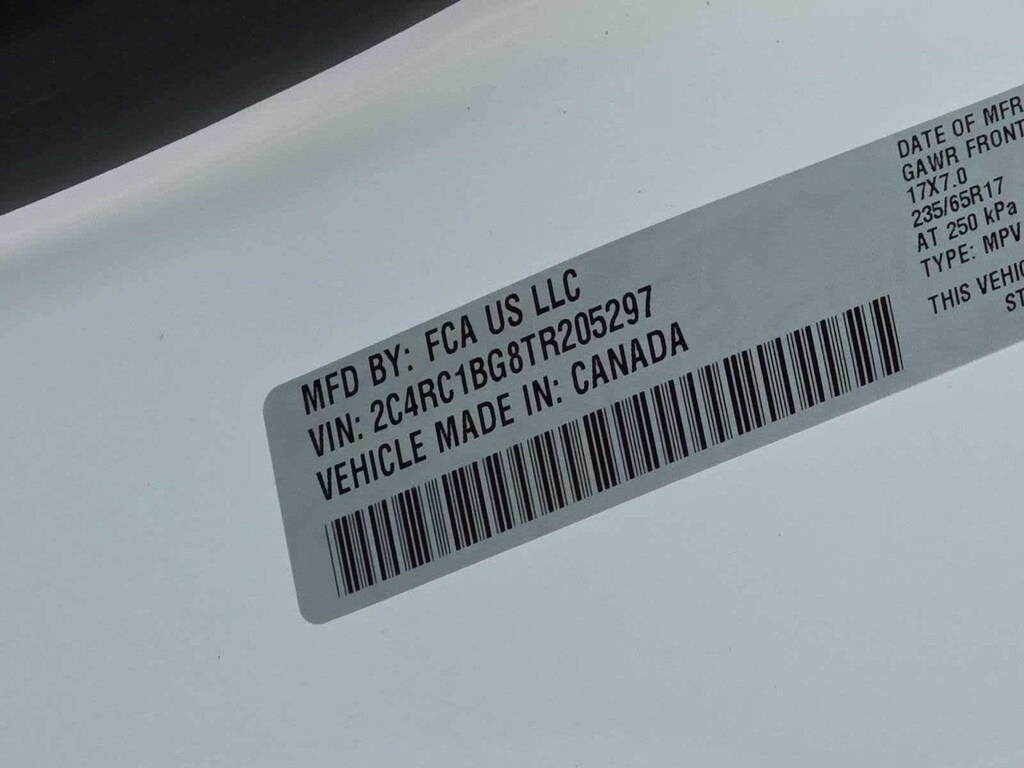 MFD BY: FCA US LLC
VIN: 2C4RC1BG8TR205297
VEHICLE MADE IN: CANADA
DATE OF MFR
GAWR FRONT
17X7.0
235/65R17
AT 250 kPa
TYPE: MPV
THIS VEHIC
ST